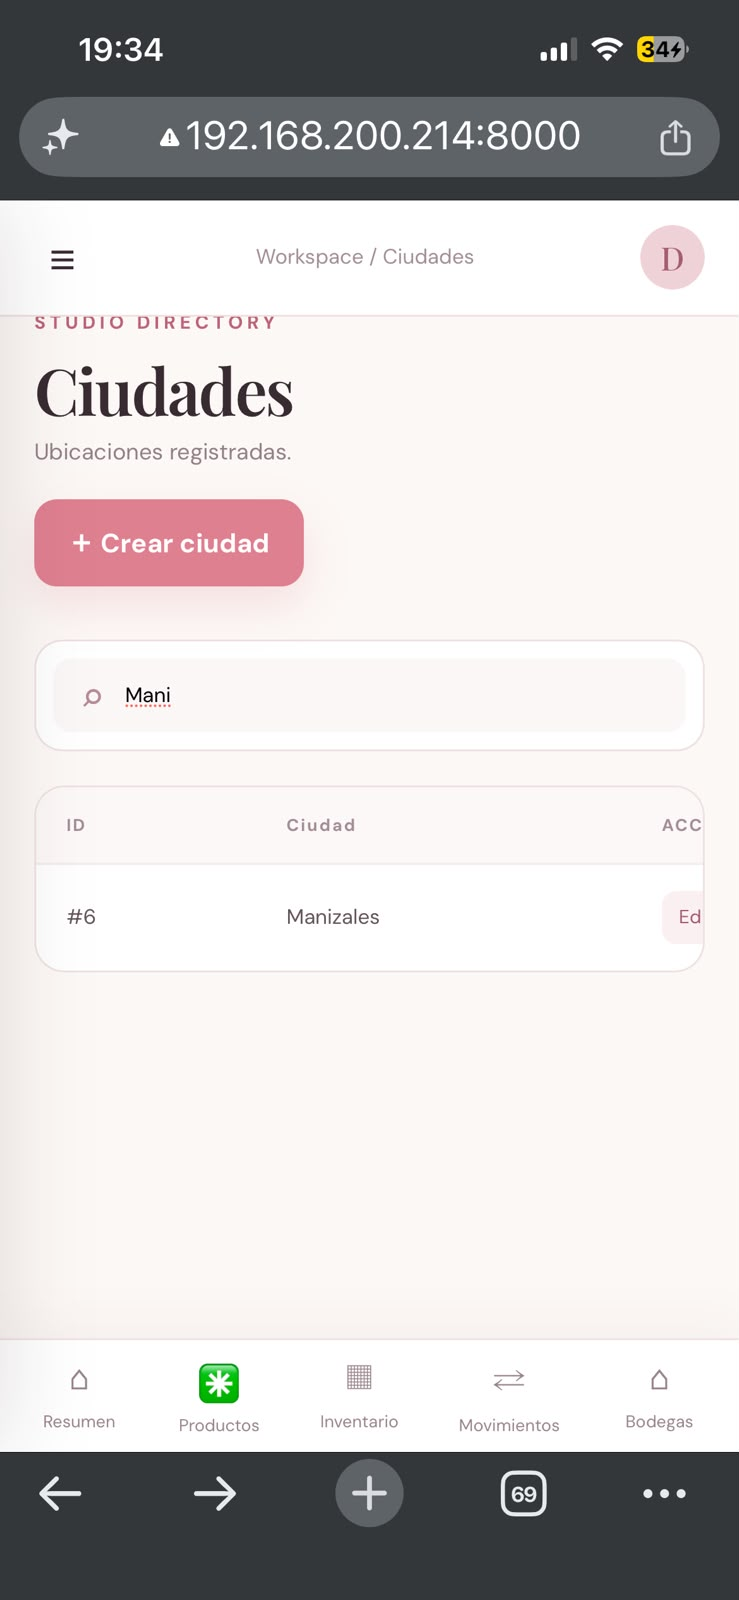 19:34
34
192.168.200.214:8000
Workspace / Ciudades
D
STUDIO DIRECTORY
Ciudades
Ubicaciones registradas.
+ Crear ciudad
Mani
ID Ciudad ACC
#6 Manizales Ed
Resumen Productos Inventario Movimientos Bodegas
69